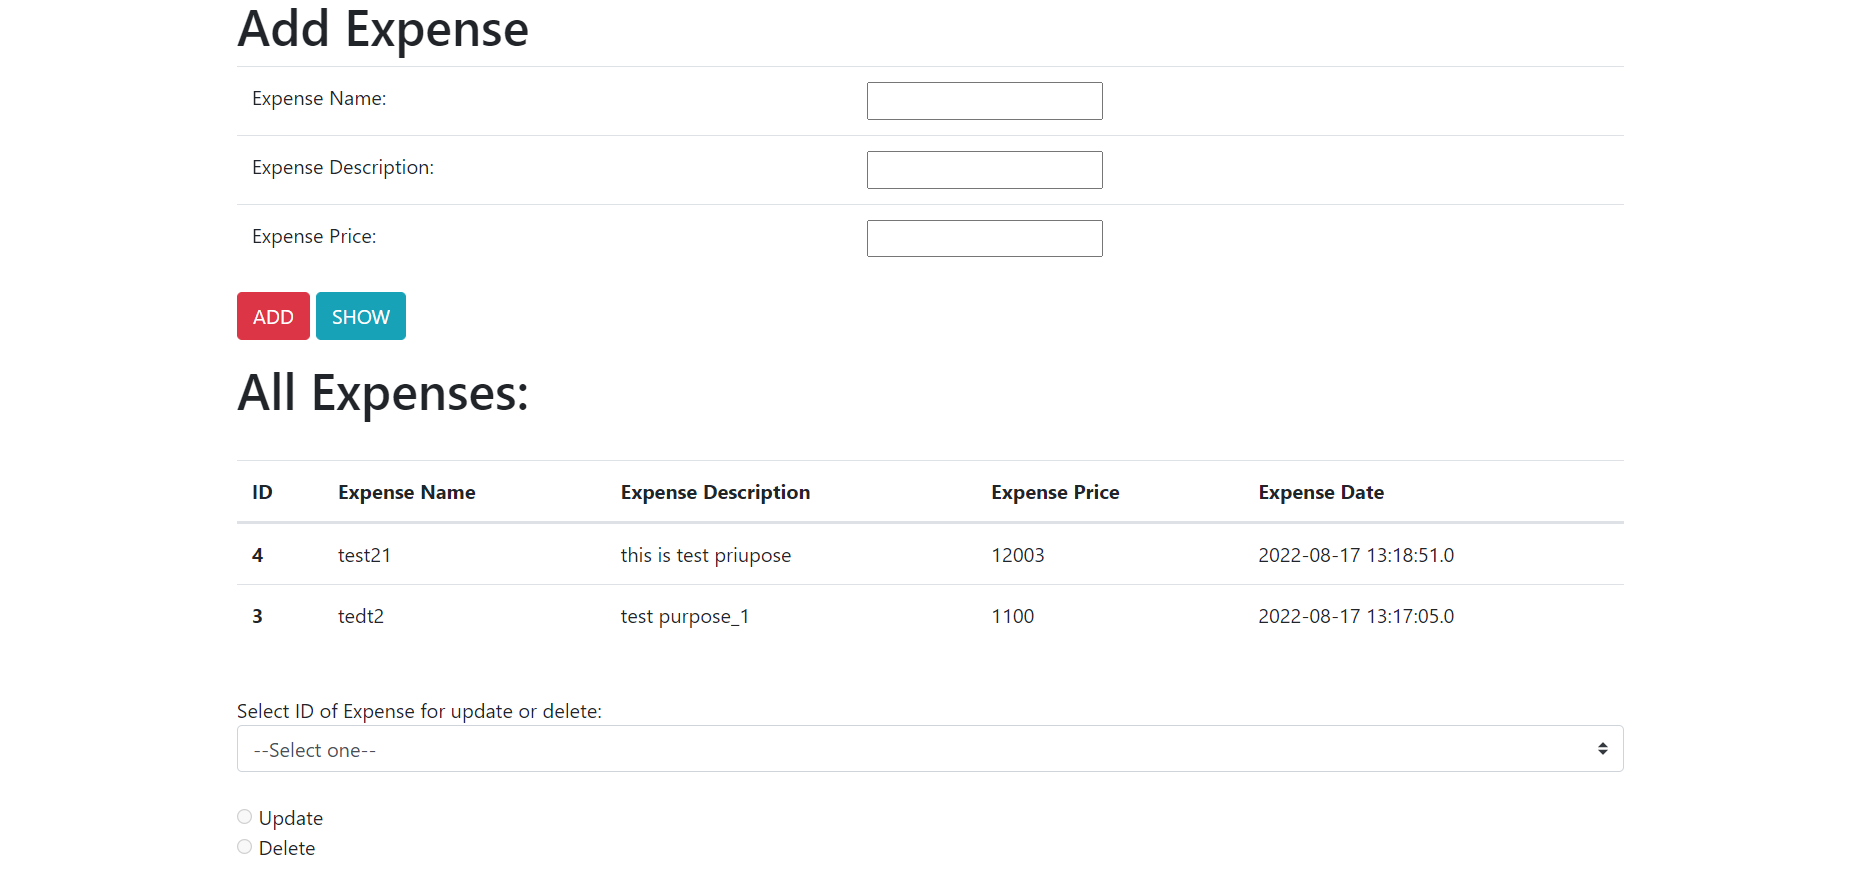 Add Expense
Expense Name:
Expense Description:
Expense Price:
ADD SHOW
All Expenses:
ID Expense Name Expense Description Expense Price Expense Date
4 test21 this is test priupose 12003 2022-08-17 13:18:51.0
3 tedt2 test purpose_1 1100 2022-08-17 13:17:05.0
Select ID of Expense for update or delete:
--Select one--
Update
Delete